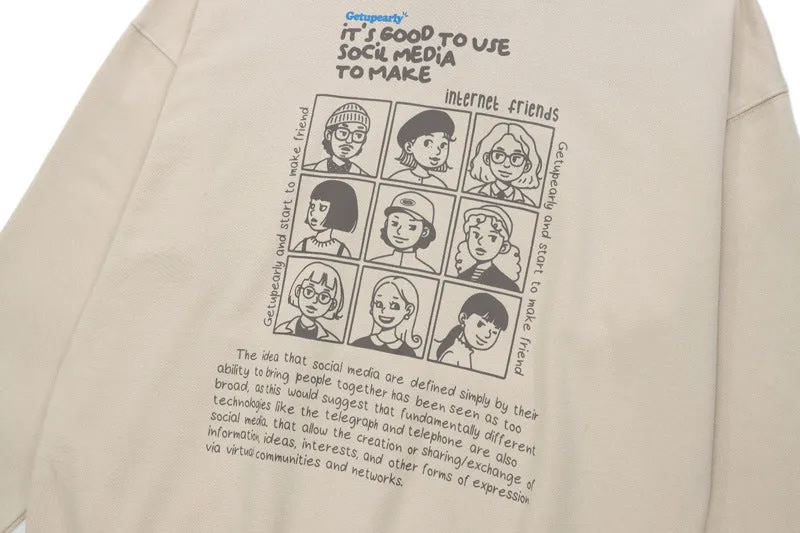 Getupearly
IT'S GOOD TO USE
SOCIL MEDIA
TO MAKE
internet friends
Getupearly and start to make friend
Getupearly and start to make friend
The idea that social media are defined simply by their
ability to bring people together has been seen as too
broad, as this would suggest that fundamentally different
technologies like the telegraph and telephone are also
social media, that allow the creation or sharing/exchange of
information, ideas, interests, and other forms of expression
via virtual communities and networks.